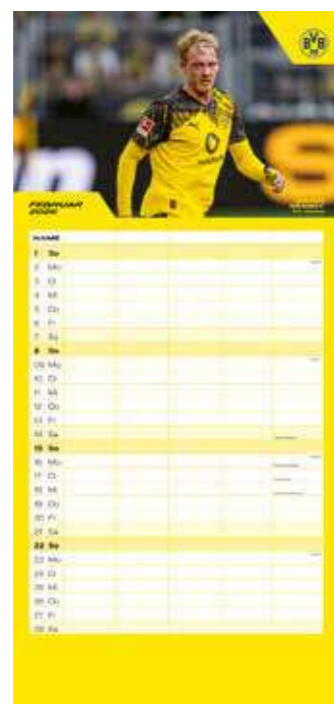 BVB
09
FEBRUAR
2026
NAME
1 So
2 Mo
3 Di
4 Mi
5 Do
6 Fr
7 Sa
8 So
09 Mo
10 Di
11 Mi
12 Do
13 Fr
14 Sa
15 So
16 Mo
17 Di
18 Mi
19 Do
20 Fr
21 Sa
22 So
23 Mo
24 Di
25 Mi
26 Do
27 Fr
28 Sa